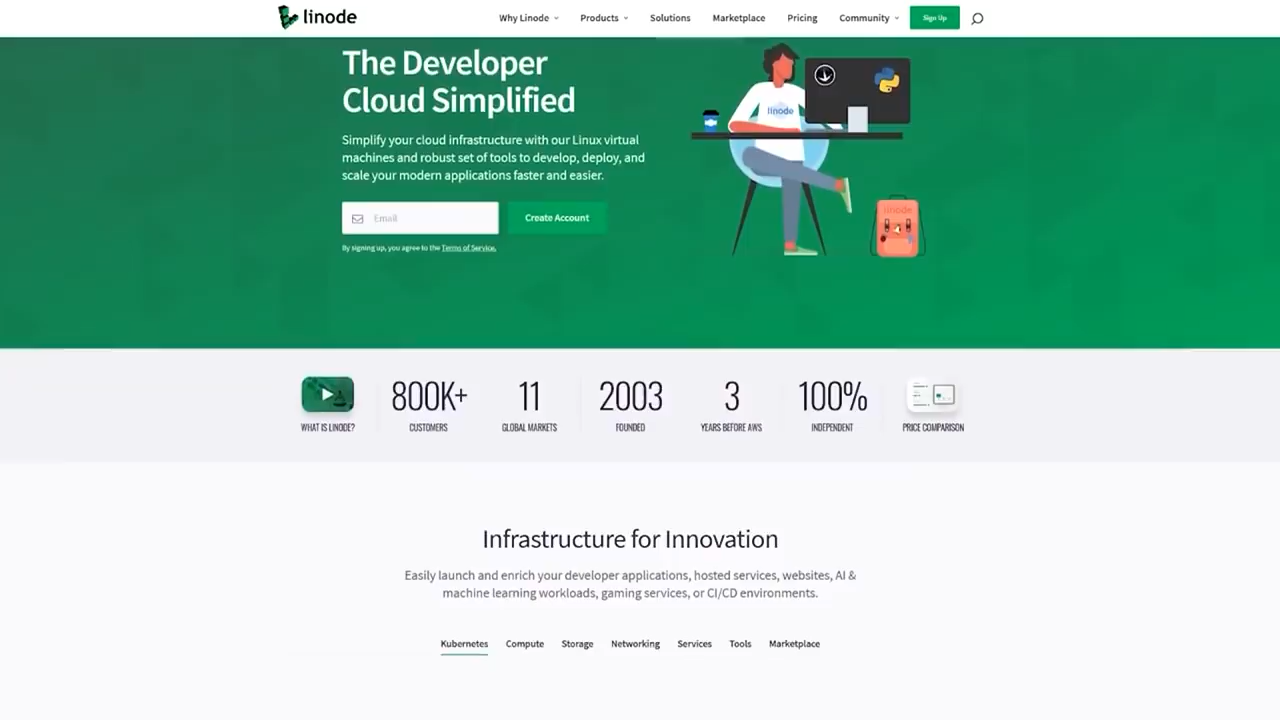 linode
Why Linode
Products
Solutions
Marketplace
Pricing
Community
Sign Up
The Developer
Cloud Simplified
Simplify your cloud infrastructure with our Linux virtual
machines and robust set of tools to develop, deploy, and
scale your modern applications faster and easier.
Email
Create Account
By signing up, you agree to the Terms of Service.
linode
linode
800K+
11
2003
3
100%
WHAT IS LINODE?
CUSTOMERS
GLOBAL MARKETS
FOUNDED
YEARS BEFORE AWS
INDEPENDENT
PRICE COMPARISON
Infrastructure for Innovation
Easily launch and enrich your developer applications, hosted services, websites, AI &
machine learning workloads, gaming services, or CI/CD environments.
Kubernetes
Compute
Storage
Networking
Services
Tools
Marketplace